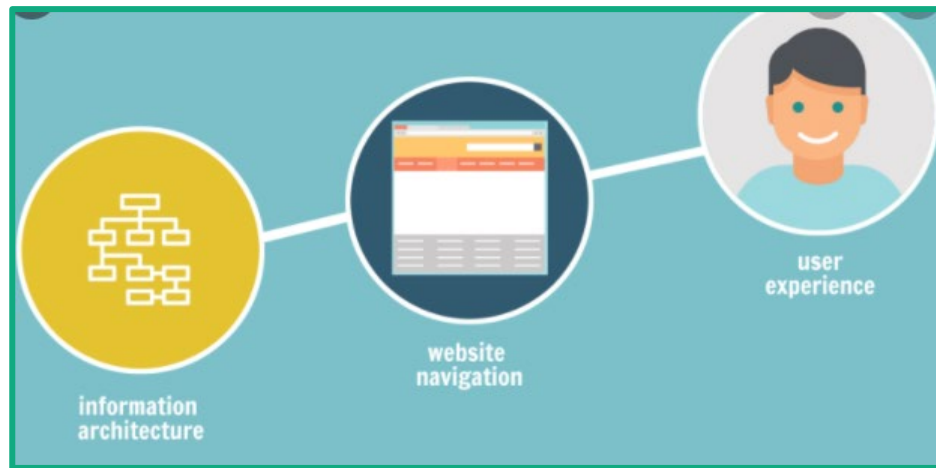 information
architecture
website
navigation
user
experience